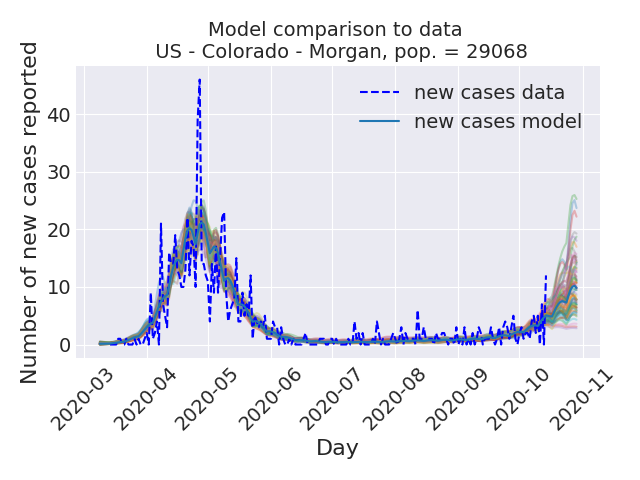 Model comparison to data
US - Colorado - Morgan, pop. = 29068
new cases data
new cases model
Number of new cases reported
40
30
20
10
0
2020-03
2020-04
2020-05
2020-06
2020-07
2020-08
2020-09
2020-10
2020-11
Day